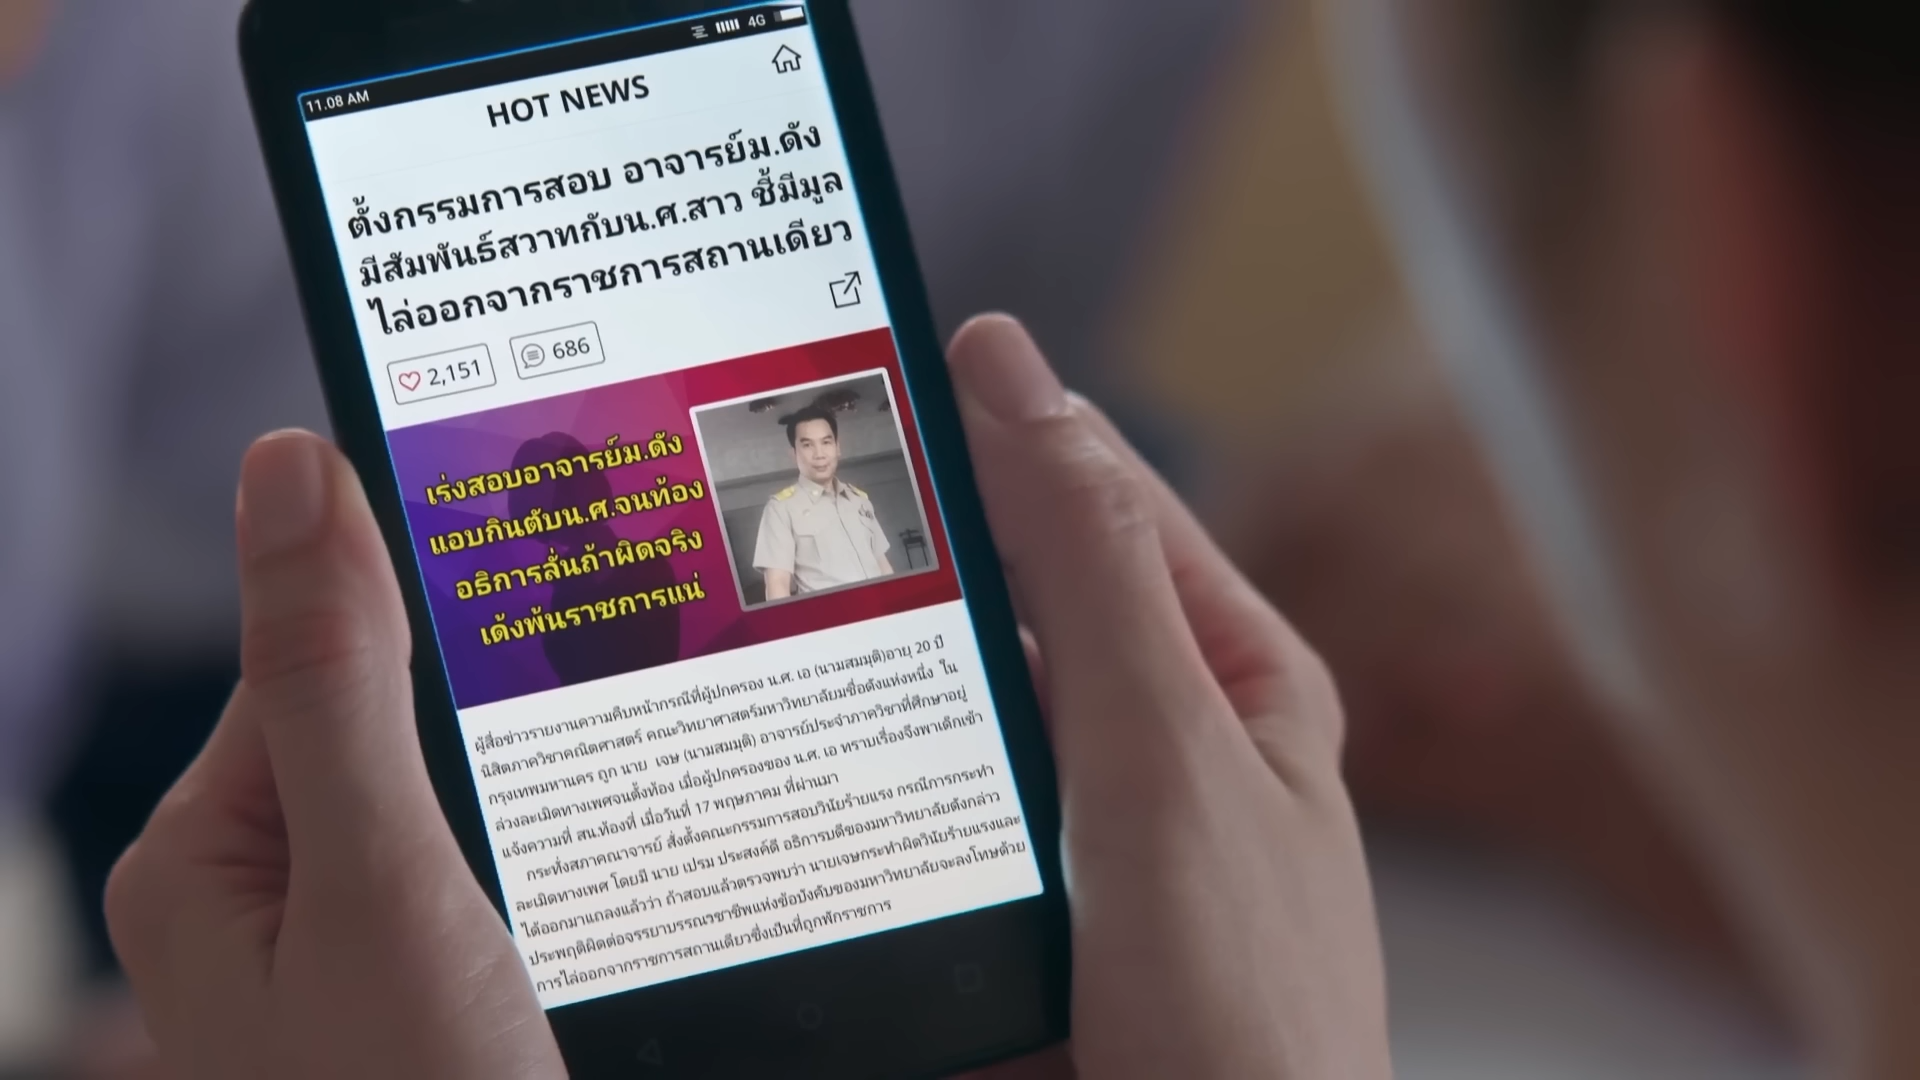 11.08 AM
4G
HOT NEWS
ตั้งกรรมการสอบ อาจารย์ม.ดัง
มีสัมพันธ์สวาทกับน.ศ.สาว ชี้มีมูล
ไล่ออกจากราชการสถานเดียว
2,151
686
เร่งสอบอาจารย์ม.ดัง
แอบกินตับน.ศ.จนท้อง
อธิการลั่นถ้าผิดจริง
เด้งพ้นราชการแน่
ผู้สื่อข่าวรายงานความคืบหน้ากรณีที่ผู้ปกครอง น.ศ. เอ (นามสมมุติ)อายุ 20 ปี
นิสิตภาควิชาคณิตศาสตร์ คณะวิทยาศาสตร์มหาวิทยาลัยมชื่อดังแห่งหนึ่ง ใน
กรุงเทพมหานคร ถูก นาย เจษ (นามสมมุติ) อาจารย์ประจำภาควิชาที่ศึกษาอยู่
ล่วงละเมิดทางเพศจนตั้งท้อง เมื่อผู้ปกครองของ น.ศ. เอ ทราบเรื่องจึงพาเด็กเข้า
แจ้งความที่ สน.ท้องที่ เมื่อวันที่ 17 พฤษภาคม ที่ผ่านมา
กระทั่งสภาคณาจารย์ สั่งตั้งคณะกรรมการสอบวินัยร้ายแรง กรณีการกระทำ
ละเมิดทางเพศ โดยมี นาย เปรม ประสงค์ดี อธิการบดีของมหาวิทยาลัยดังกล่าว
ได้ออกมาแถลงแล้วว่า ถ้าสอบแล้วตรวจพบว่า นายเจษกระทำผิดวินัยร้ายแรงและ
ประพฤติผิดต่อจรรยาบรรณวชาชีพแห่งข้อบังคับของมหาวิทยาลัยจะลงโทษด้วย
การไล่ออกจากราชการสถานเดียวซึ่งเป็นที่ถูกพักราชการ